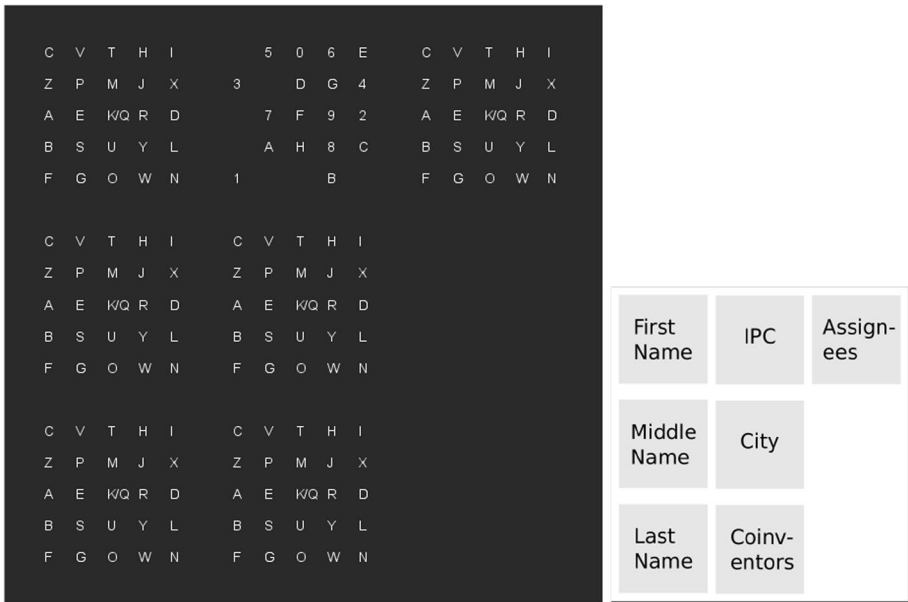 C V T H I 5 0 6 E C V T H I
Z P M J X 3 D G 4 Z P M J X
A E K/Q R D 7 F 9 2 A E K/Q R D
B S U Y L A H 8 C B S U Y L
F G O W N 1 B F G O W N
C V T H I C V T H I
Z P M J X Z P M J X
A E K/Q R D A E K/Q R D
B S U Y L B S U Y L
F G O W N F G O W N
C V T H I C V T H I
Z P M J X Z P M J X
A E K/Q R D A E K/Q R D
B S U Y L B S U Y L
F G O W N F G O W N
First
Name
IPC
Assign-
ees
Middle
Name
City
Last
Name
Coinv-
entors